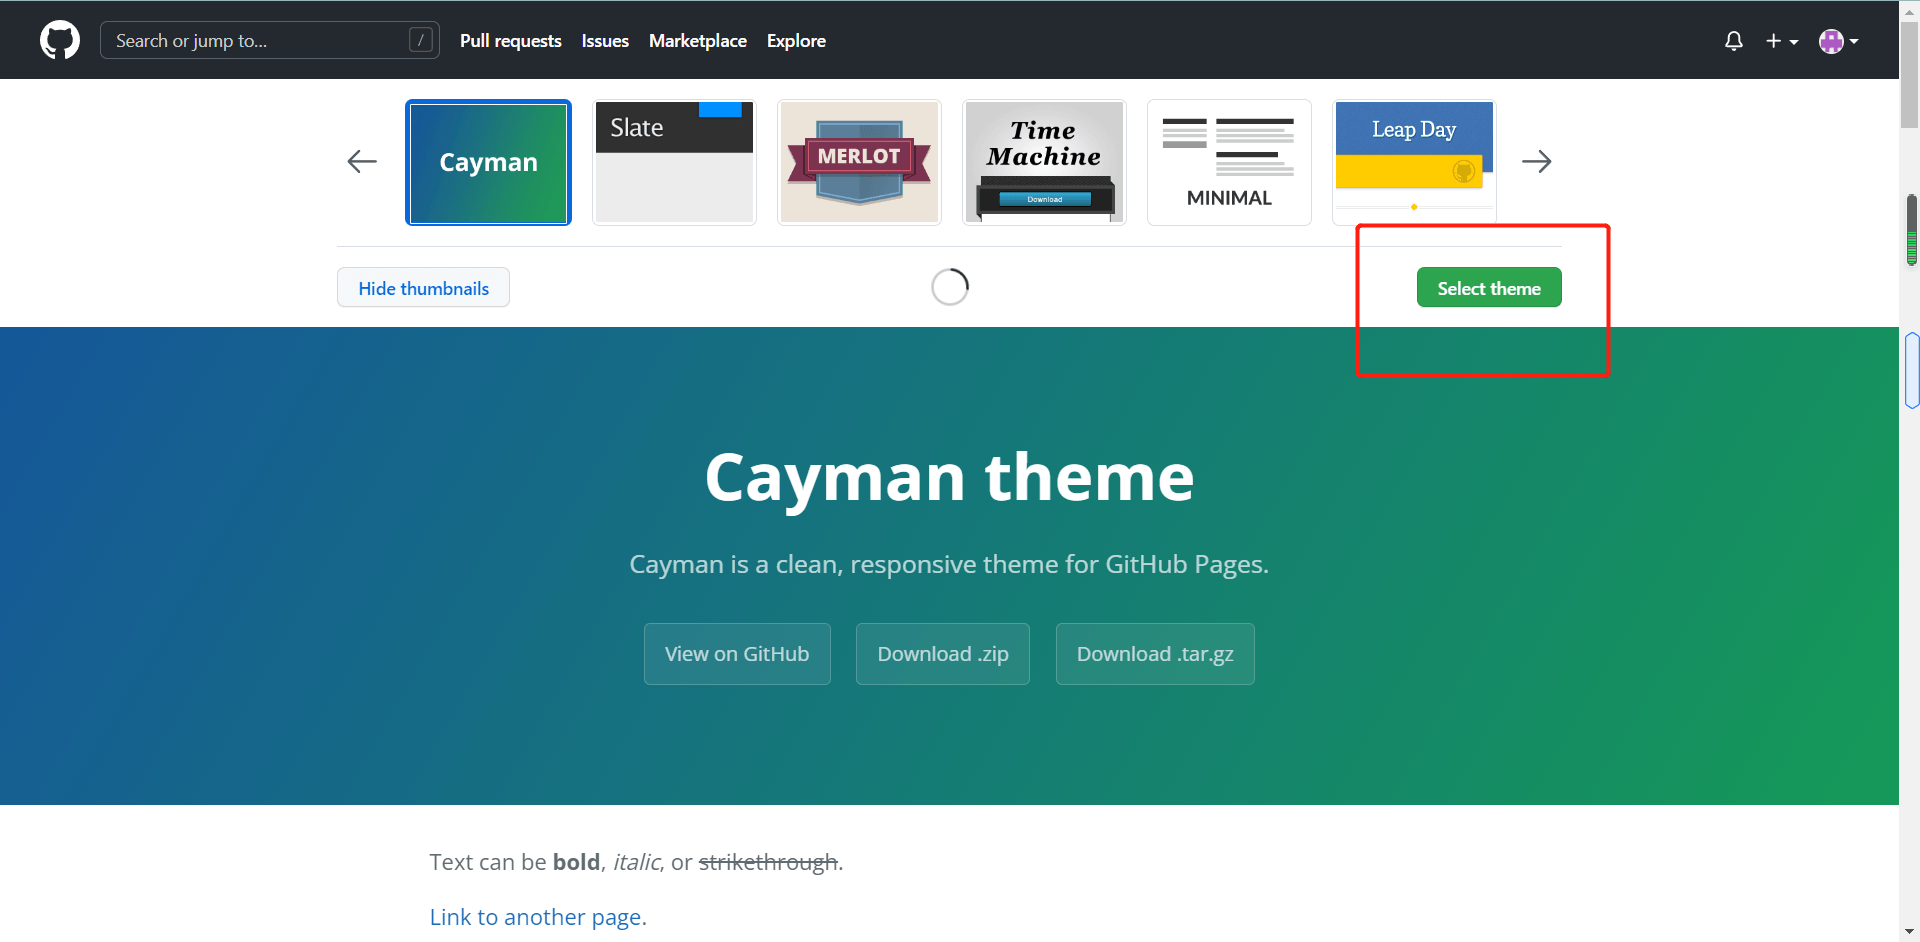 Search or jump to... / Pull requests Issues Marketplace Explore
Cayman
Slate
MERLOT
Time
Machine
Download
MINIMAL
Leap Day
Hide thumbnails
Select theme
Cayman theme
Cayman is a clean, responsive theme for GitHub Pages.
View on GitHub Download .zip Download .tar.gz
Text can be bold, italic, or strikethrough.
Link to another page.